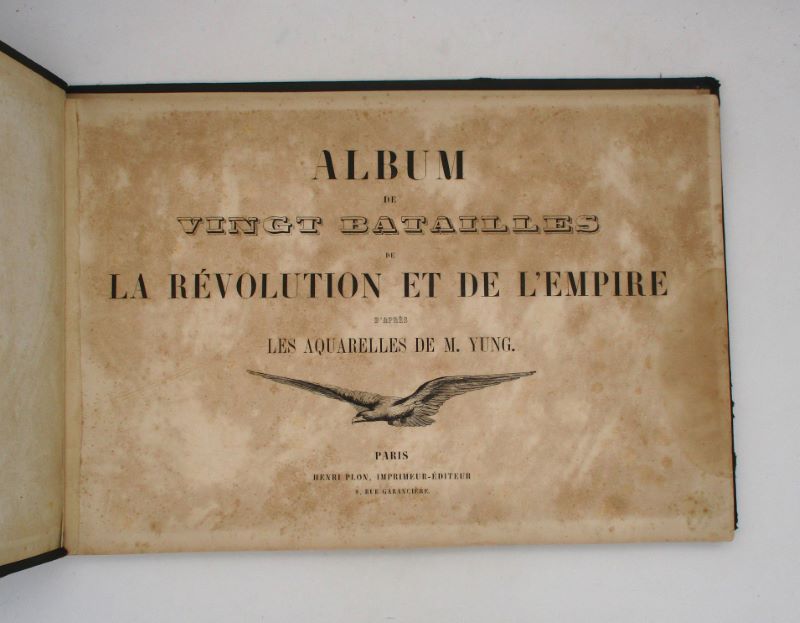 ALBUM
DE
VINGT BATAILLES
DE
LA RÉVOLUTION ET DE L'EMPIRE
D'APRÈS
LES AQUARELLES DE M. YUNG.
PARIS
HENRI PLON, IMPRIMEUR-ÉDITEUR
8, RUE GARANCIÈRE.